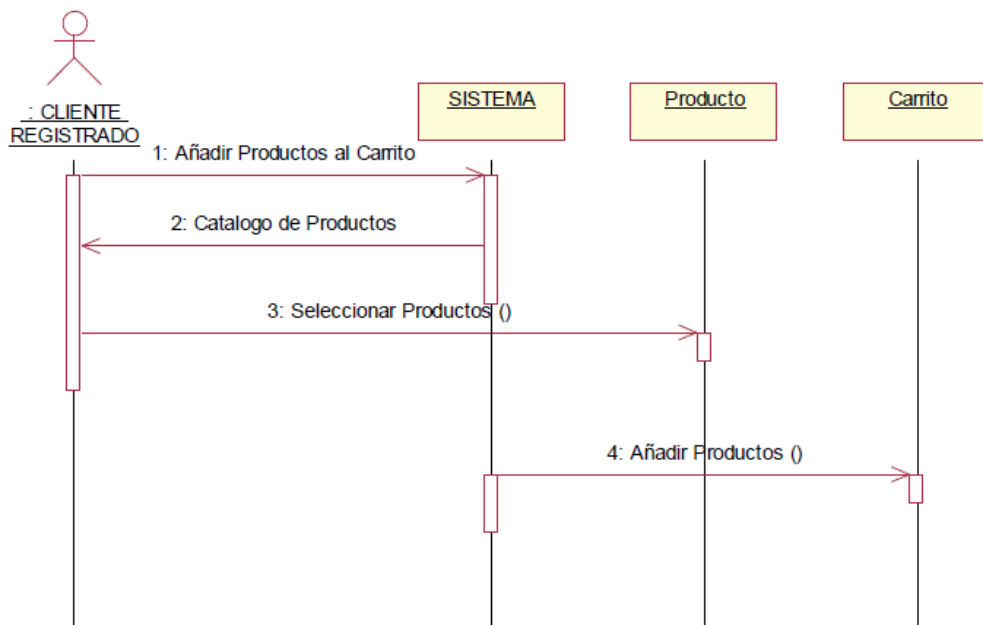 : CLIENTE
REGISTRADO
SISTEMA
Producto
Carrito
1: Añadir Productos al Carrito
2: Catalogo de Productos
3: Seleccionar Productos ()
4: Añadir Productos ()